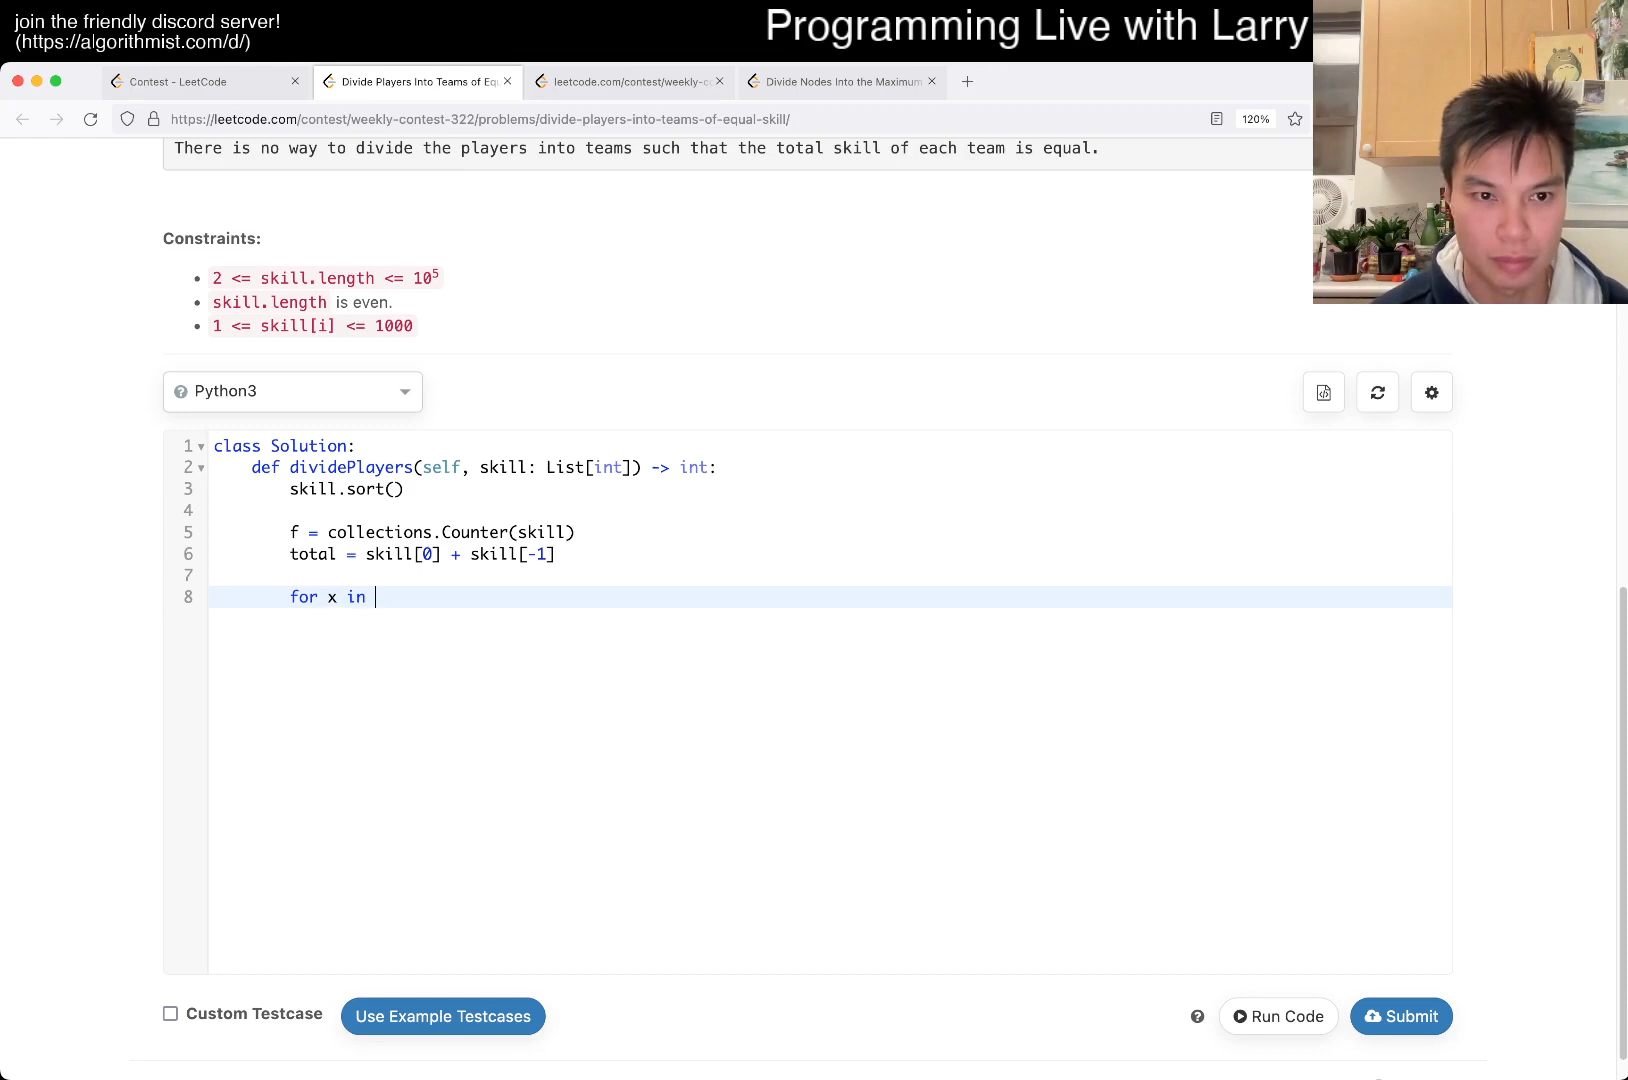 join the friendly discord server!
(https://algorithmist.com/d/)
Programming Live with Larry
Contest - LeetCode
Divide Players Into Teams of Equ
leetcode.com/contest/weekly-co
Divide Nodes Into the Maximum
https://leetcode.com/contest/weekly-contest-322/problems/divide-players-into-teams-of-equal-skill/
120%
There is no way to divide the players into teams such that the total skill of each team is equal.
Constraints:
2 <= skill.length <= 10⁵
skill.length is even.
1 <= skill[i] <= 1000
Python3
1 class Solution:
2 def dividePlayers(self, skill: List[int]) -> int:
3 skill.sort()
4
5 f = collections.Counter(skill)
6 total = skill[0] + skill[-1]
7
8 for x in
Custom Testcase
Use Example Testcases
Run Code
Submit